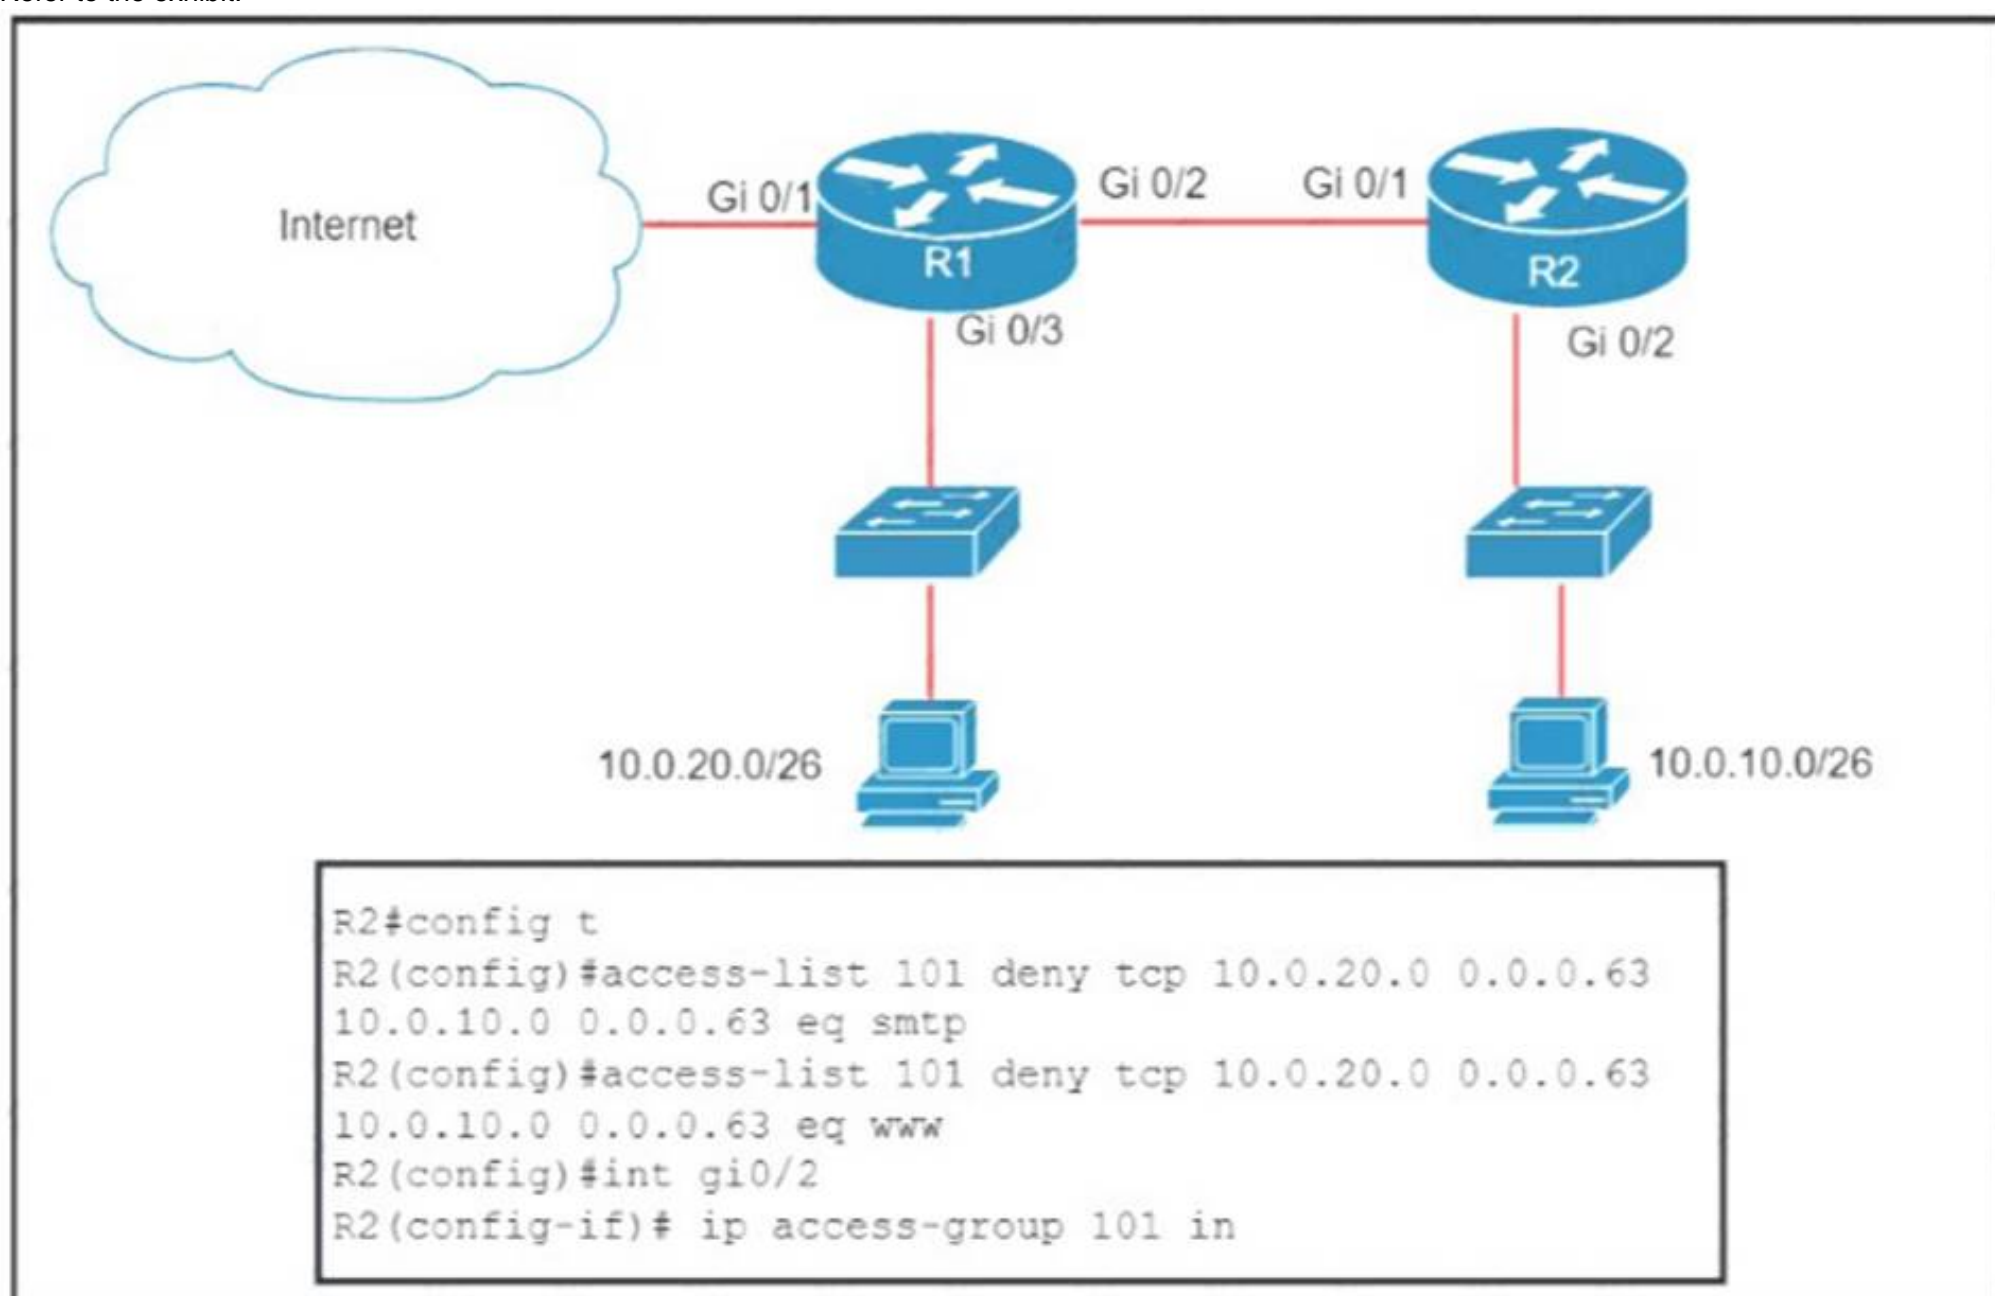 Refer to the exhibit.
Internet
Gi 0/1
R1
Gi 0/2
Gi 0/1
R2
Gi 0/3
Gi 0/2
10.0.20.0/26
10.0.10.0/26
R2#config t
R2(config)#access-list 101 deny tcp 10.0.20.0 0.0.0.63
10.0.10.0 0.0.0.63 eq smtp
R2(config)#access-list 101 deny tcp 10.0.20.0 0.0.0.63
10.0.10.0 0.0.0.63 eq www
R2(config)#int gi0/2
R2(config-if)# ip access-group 101 in